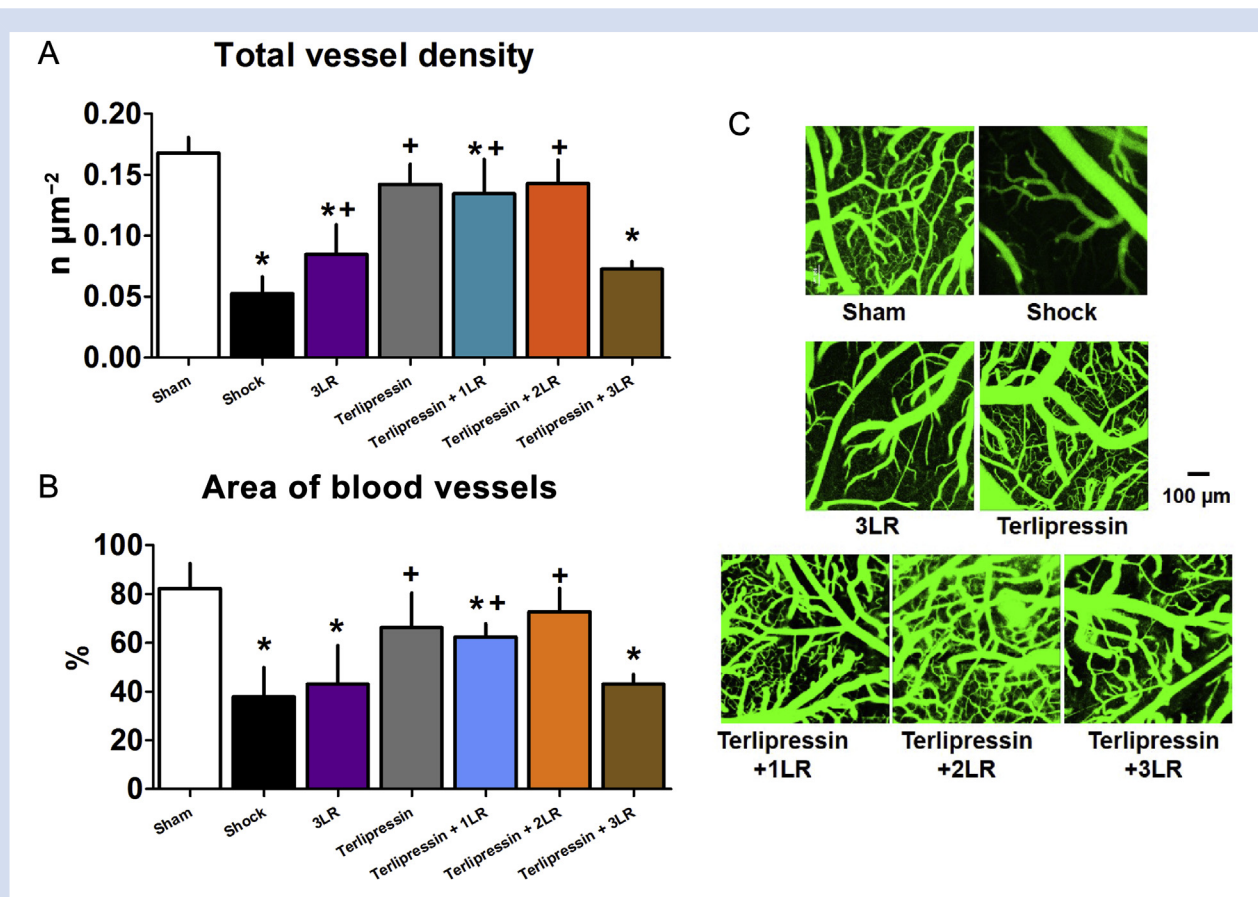 A
Total vessel density
n µm⁻²
0.20
0.15
0.10
0.05
0.00
*
*+
+
*+
+
*
Sham
Shock
3LR
Terlipressin
Terlipressin + 1LR
Terlipressin + 2LR
Terlipressin + 3LR
B
Area of blood vessels
%
100
80
60
40
20
0
*
*
+
*+
+
*
Sham
Shock
3LR
Terlipressin
Terlipressin + 1LR
Terlipressin + 2LR
Terlipressin + 3LR
C
Sham
Shock
3LR
Terlipressin
100 µm
Terlipressin
+1LR
Terlipressin
+2LR
Terlipressin
+3LR